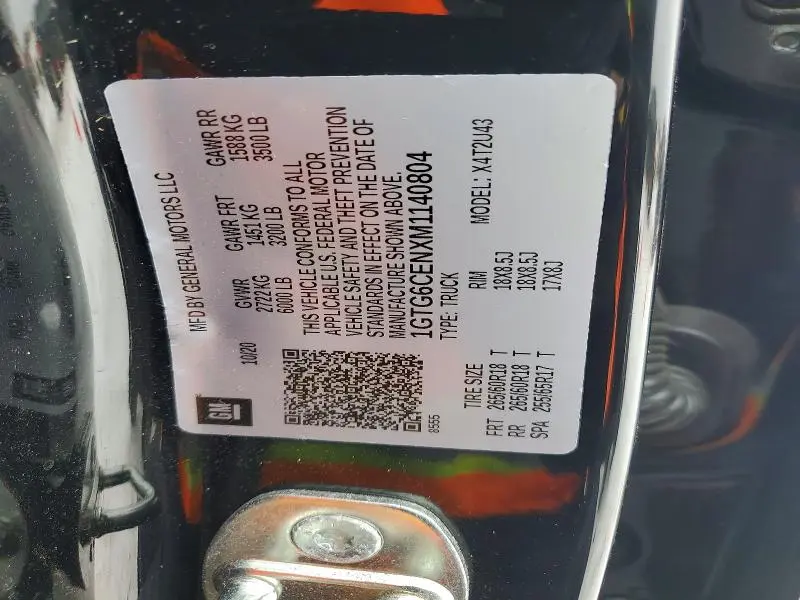 MFD BY GENERAL MOTORS LLC
10/20 GVWR GAWR FRT GAWR RR
2722 KG 1451 KG 1588 KG
6000 LB 3200 LB 3500 LB
GM
THIS VEHICLE CONFORMS TO ALL
APPLICABLE U.S. FEDERAL MOTOR
VEHICLE SAFETY AND THEFT PREVENTION
STANDARDS IN EFFECT ON THE DATE OF
MANUFACTURE SHOWN ABOVE.
1GTG6CENXM1140804
8555 TYPE: TRUCK
TIRE SIZE RIM MODEL: X4T2U43
FRT 265/60R18 T 18X8.5J
RR 265/60R18 T 18X8.5J
SPA 255/65R17 T 17X8J